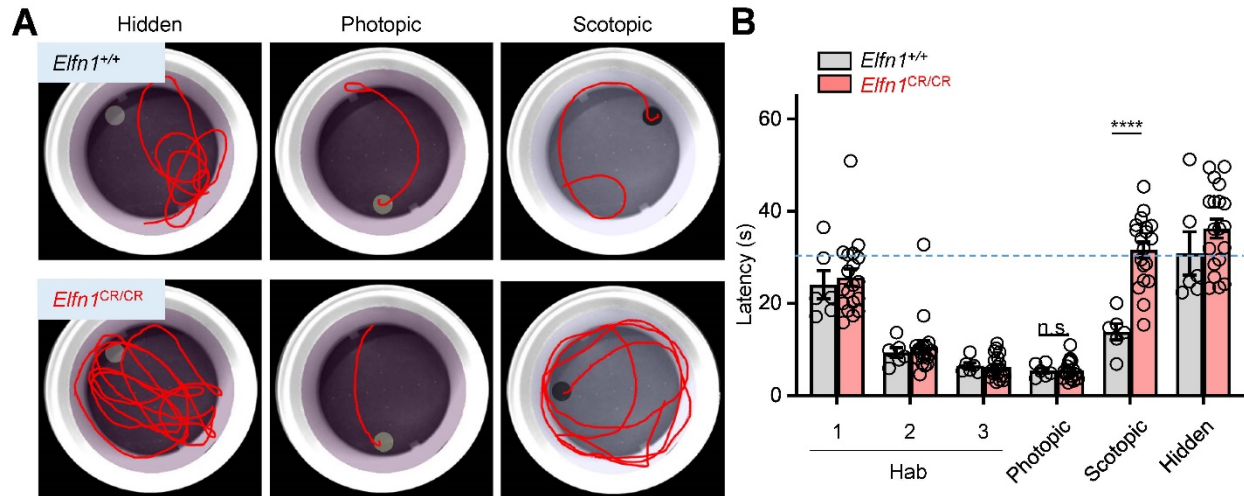 A
Hidden
Photopic
Scotopic
Elfn1+/+
Elfn1CR/CR
B
Elfn1+/+
Elfn1CR/CR
Latency (s)
60
40
20
0
****
n.s.
1
2
3
Hab
Photopic
Scotopic
Hidden